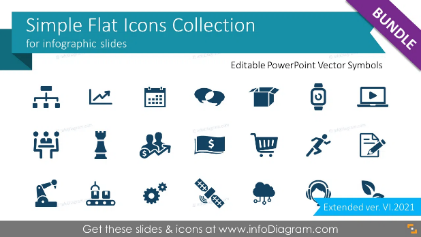 Simple Flat Icons Collection
for infographic slides
BUNDLE
Editable PowerPoint Vector Symbols
$
$
Extended ver. VI.2021
Get these slides & icons at www.infoDiagram.com